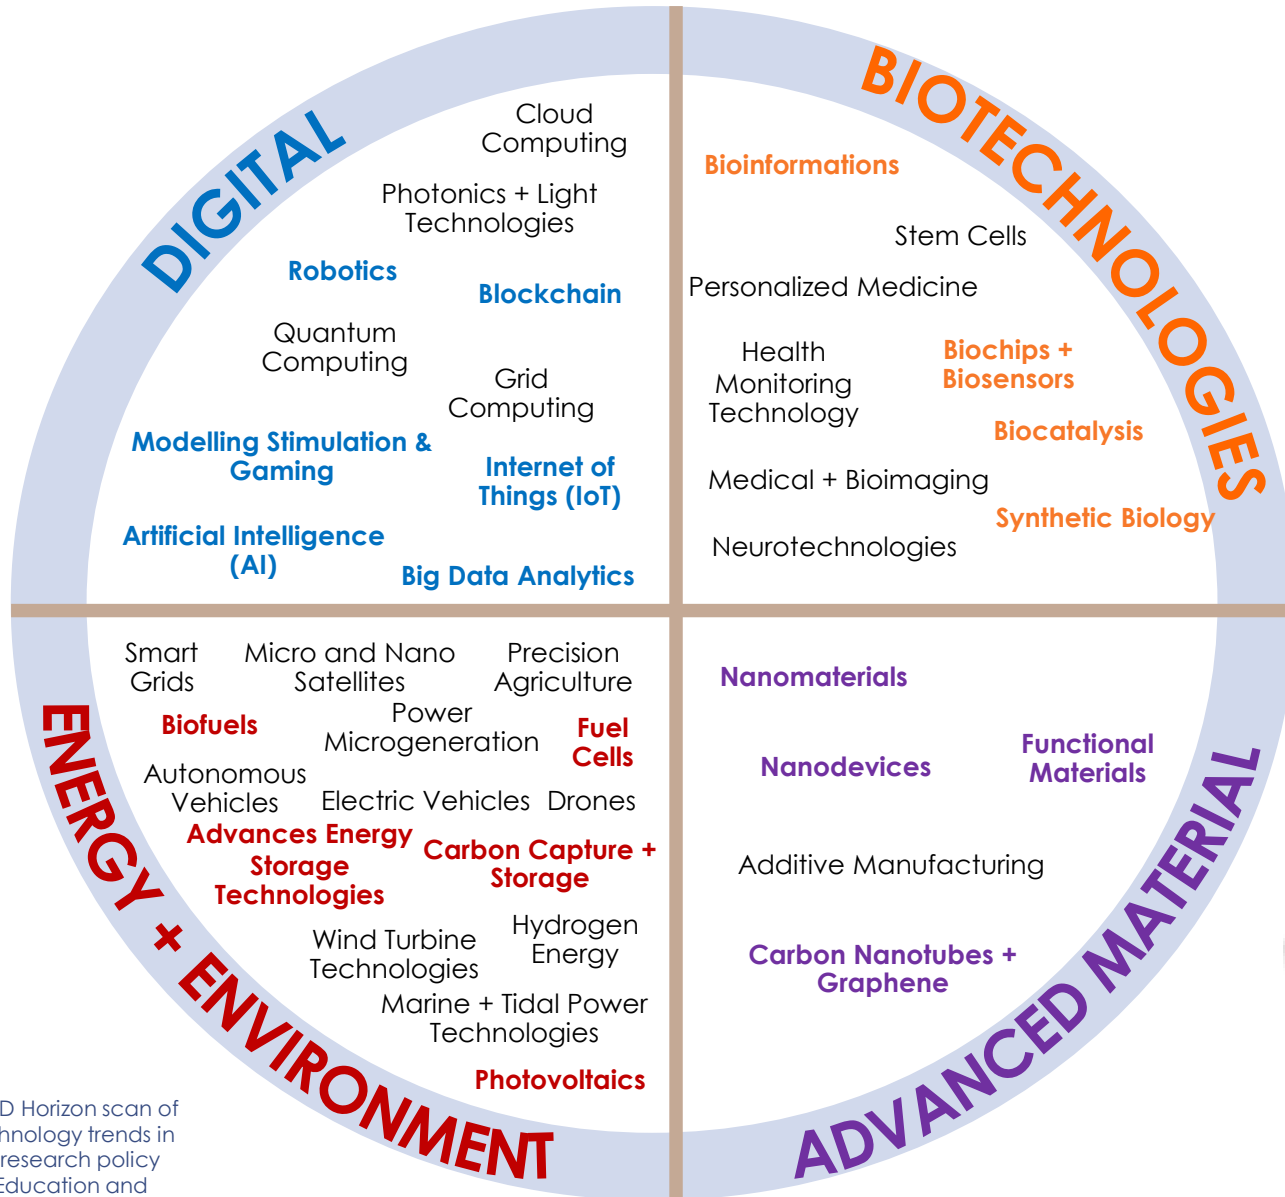 DIGITAL
Cloud
Computing
Photonics + Light
Technologies
Robotics
Blockchain
Quantum
Computing
Grid
Computing
Modelling Stimulation &
Gaming
Internet of
Things (IoT)
Artificial Intelligence
(AI)
Big Data Analytics
BIOTECHNOLOGIES
Bioinformations
Stem Cells
Personalized Medicine
Health
Monitoring
Technology
Biochips +
Biosensors
Biocatalysis
Medical + Bioimaging
Synthetic Biology
Neurotechnologies
ENERGY + ENVIRONMENT
Smart
Grids
Micro and Nano
Satellites
Precision
Agriculture
Biofuels
Power
Microgeneration
Fuel
Cells
Autonomous
Vehicles
Electric Vehicles
Drones
Advances Energy
Storage
Technologies
Carbon Capture +
Storage
Wind Turbine
Technologies
Hydrogen
Energy
Marine + Tidal Power
Technologies
Photovoltaics
ADVANCED MATERIAL
Nanomaterials
Nanodevices
Functional
Materials
Additive Manufacturing
Carbon Nanotubes +
Graphene
D Horizon scan of
hnology trends in
research policy
Education and